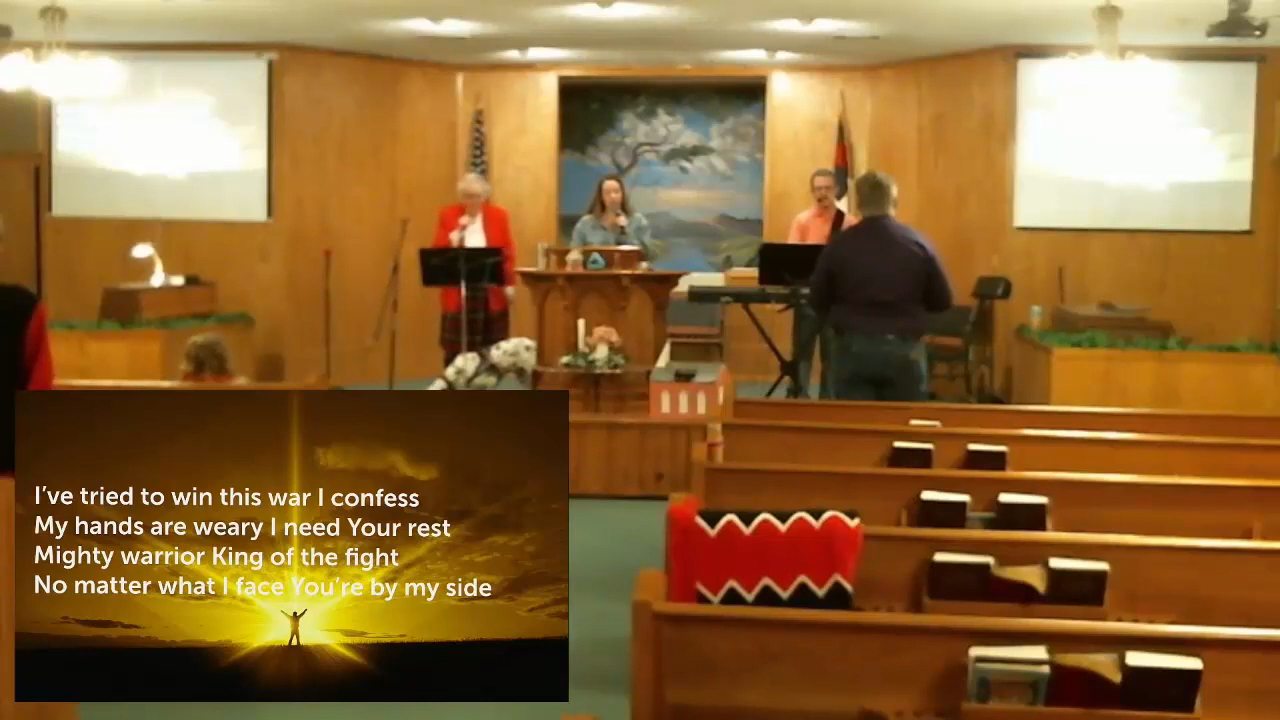 I've tried to win this war I confess
My hands are weary I need Your rest
Mighty warrior King of the fight
No matter what I face You're by my side